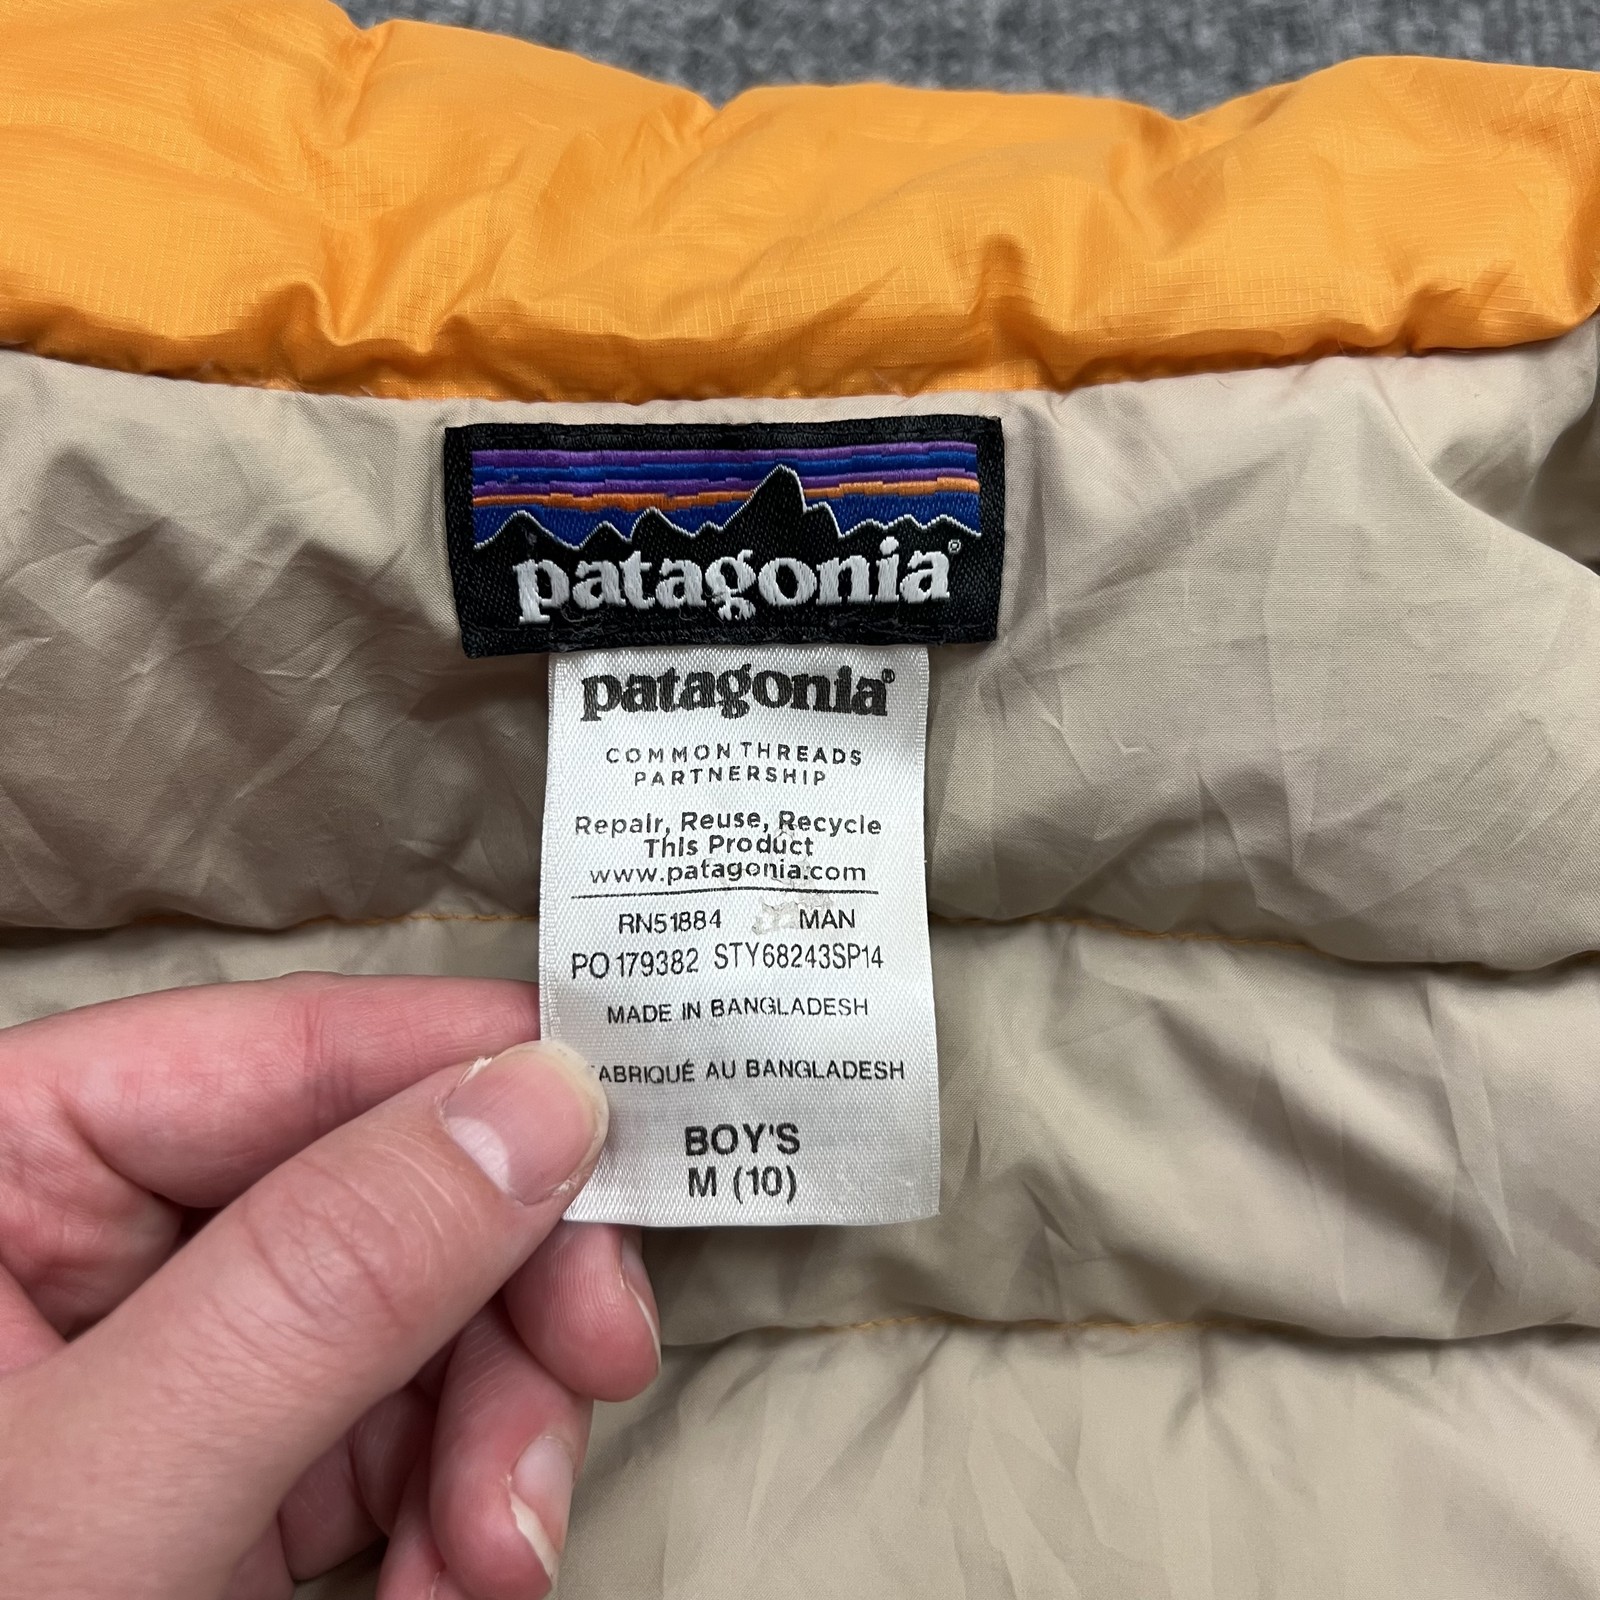 patagonia®
patagonia®
COMMON THREADS
PARTNERSHIP
Repair, Reuse, Recycle
This Product
www.patagonia.com
RN51884 MAN
PO 179382 STY68243SP14
MADE IN BANGLADESH
FABRIQUÉ AU BANGLADESH
BOY'S
M (10)